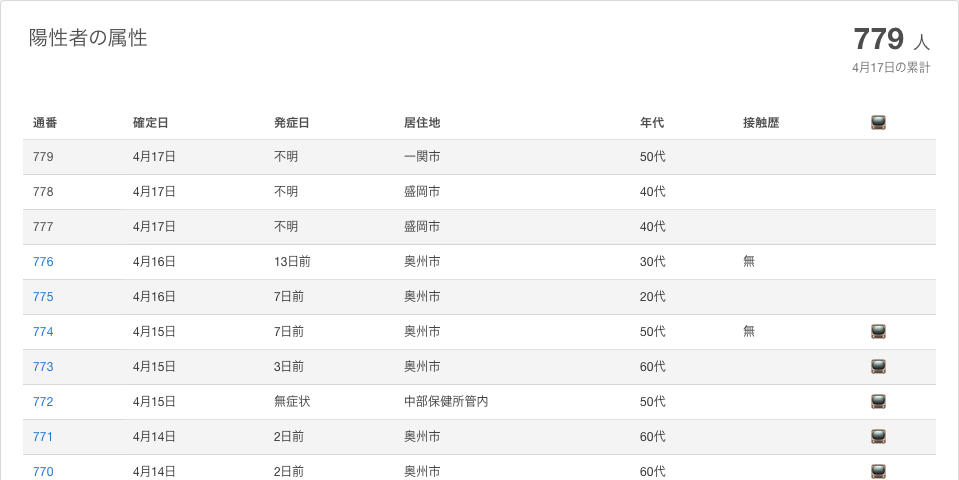 陽性者の属性
779 人
4月17日の累計
通番 確定日 発症日 居住地 年代 接触歴
779 4月17日 不明 一関市 50代
778 4月17日 不明 盛岡市 40代
777 4月17日 不明 盛岡市 40代
776 4月16日 13日前 奥州市 30代 無
775 4月16日 7日前 奥州市 20代
774 4月15日 7日前 奥州市 50代 無
773 4月15日 3日前 奥州市 60代
772 4月15日 無症状 中部保健所管内 50代
771 4月14日 2日前 奥州市 60代
770 4月14日 2日前 奥州市 60代